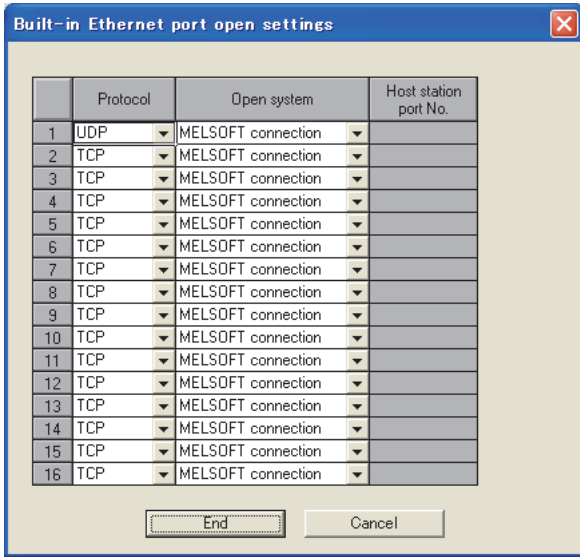 Built-in Ethernet port open settings
Protocol Open system Host station port No.
1 UDP MELSOFT connection
2 TCP MELSOFT connection
3 TCP MELSOFT connection
4 TCP MELSOFT connection
5 TCP MELSOFT connection
6 TCP MELSOFT connection
7 TCP MELSOFT connection
8 TCP MELSOFT connection
9 TCP MELSOFT connection
10 TCP MELSOFT connection
11 TCP MELSOFT connection
12 TCP MELSOFT connection
13 TCP MELSOFT connection
14 TCP MELSOFT connection
15 TCP MELSOFT connection
16 TCP MELSOFT connection
End Cancel